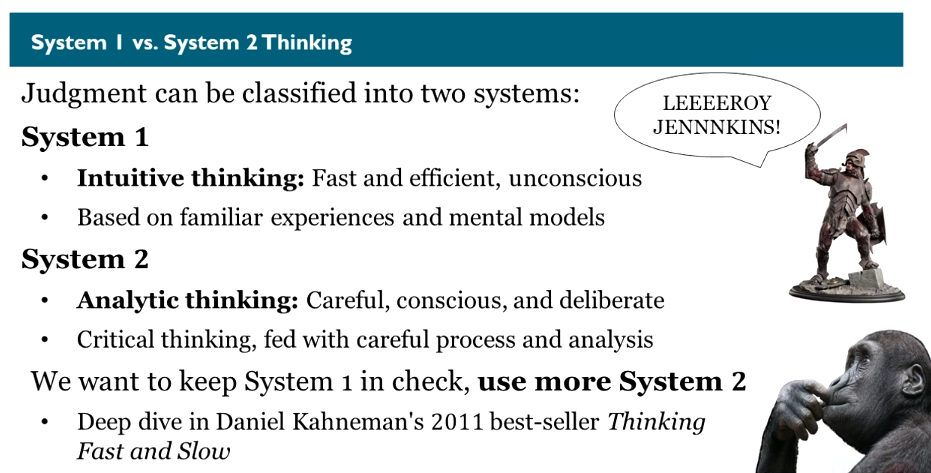 System 1 vs. System 2 Thinking
Judgment can be classified into two systems:
LEEEEROY
JENNNKINS!
System 1
• Intuitive thinking: Fast and efficient, unconscious
• Based on familiar experiences and mental models
System 2
• Analytic thinking: Careful, conscious, and deliberate
• Critical thinking, fed with careful process and analysis
We want to keep System 1 in check, use more System 2
• Deep dive in Daniel Kahneman's 2011 best-seller Thinking
Fast and Slow